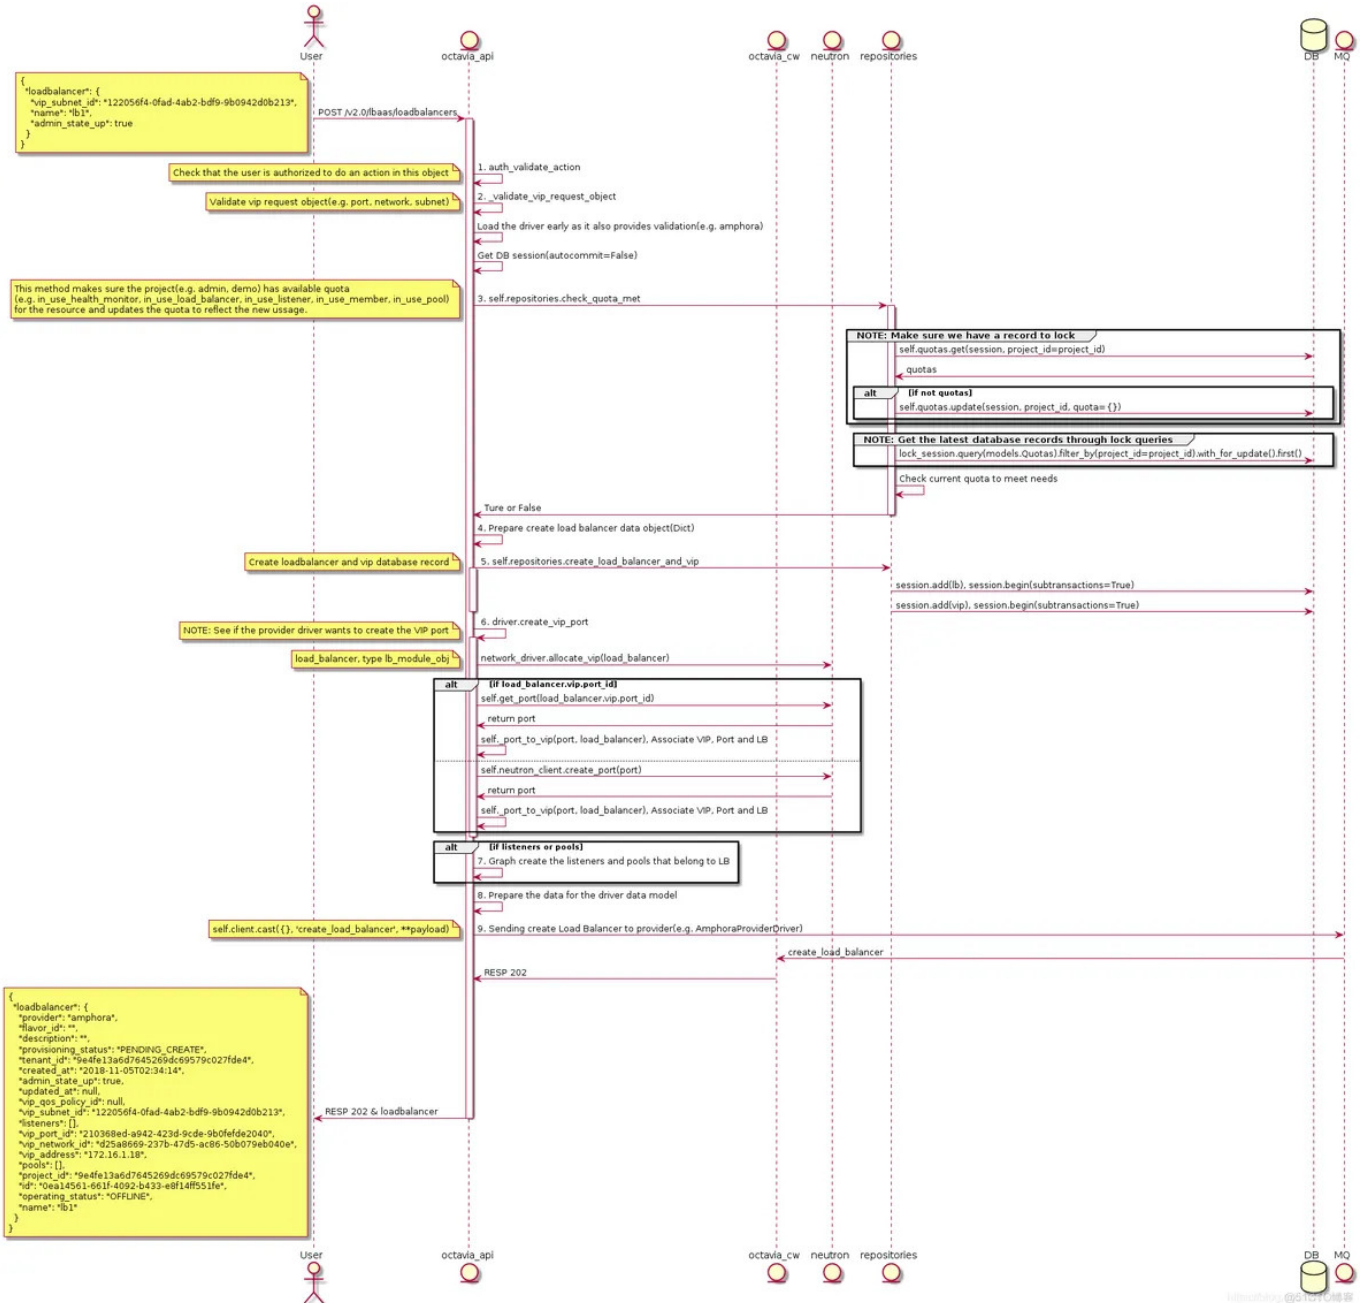 User
octavia_api
octavia_cw
neutron
repositories
DB
MQ
{
"loadbalancer": {
"vip_subnet_id": "122056f4-0fad-4ab2-bdf9-9b0942d0b213",
"name": "lb1",
"admin_state_up": true
}
}
POST /v2.0/lbaas/loadbalancers
Check that the user is authorized to do an action in this object
1. auth_validate_action
Validate vip request object(e.g. port, network, subnet)
2. _validate_vip_request_object
Load the driver early as it also provides validation(e.g. amphora)
Get DB session(autocommit=False)
This method makes sure the project(e.g. admin, demo) has available quota
(e.g. in_use_health_monitor, in_use_load_balancer, in_use_listener, in_use_member, in_use_pool)
for the resource and updates the quota to reflect the new ussage.
3. self.repositories.check_quota_met
NOTE: Make sure we have a record to lock
self.quotas.get(session, project_id=project_id)
quotas
alt [if not quotas]
self.quotas.update(session, project_id, quota={})
NOTE: Get the latest database records through lock queries
lock_session.query(models.Quotas).filter_by(project_id=project_id).with_for_update().first()
Check current quota to meet needs
Ture or False
4. Prepare create load balancer data object(Dict)
Create loadbalancer and vip database record
5. self.repositories.create_load_balancer_and_vip
session.add(lb), session.begin(subtransactions=True)
session.add(vip), session.begin(subtransactions=True)
NOTE: See if the provider driver wants to create the VIP port
6. driver.create_vip_port
load_balancer, type lb_module_obj
network_driver.allocate_vip(load_balancer)
alt [if load_balancer.vip.port_id]
self.get_port(load_balancer.vip.port_id)
return port
self._port_to_vip(port, load_balancer), Associate VIP, Port and LB
self.neutron_client.create_port(port)
return port
self._port_to_vip(port, load_balancer), Associate VIP, Port and LB
alt [if listeners or pools]
7. Graph create the listeners and pools that belong to LB
8. Prepare the data for the driver data model
self.client.cast({}, 'create_load_balancer', **payload)
9. Sending create Load Balancer to provider(e.g. AmphoraProviderDriver)
create_load_balancer
RESP 202
{
"loadbalancer": {
"provider": "amphora",
"flavor_id": "",
"description": "",
"provisioning_status": "PENDING_CREATE",
"tenant_id": "9e4fe13a6d7645269dc69579c027fde4",
"created_at": "2018-11-05T02:34:14",
"admin_state_up": true,
"updated_at": null,
"vip_qos_policy_id": null,
"vip_subnet_id": "122056f4-0fad-4ab2-bdf9-9b0942d0b213",
"listeners": [],
"vip_port_id": "210368ed-a942-423d-9cde-9b0fefde2040",
"vip_network_id": "d25a8669-237b-47d5-ac86-50b079eb040e",
"vip_address": "172.16.1.18",
"pools": [],
"project_id": "9e4fe13a6d7645269dc69579c027fde4",
"id": "0ea14561-661f-4092-b433-e8f14ff551fe",
"operating_status": "OFFLINE",
"name": "lb1"
}
}
RESP 202 & loadbalancer
User
octavia_api
octavia_cw
neutron
repositories
DB
MQ
@51CTO博客